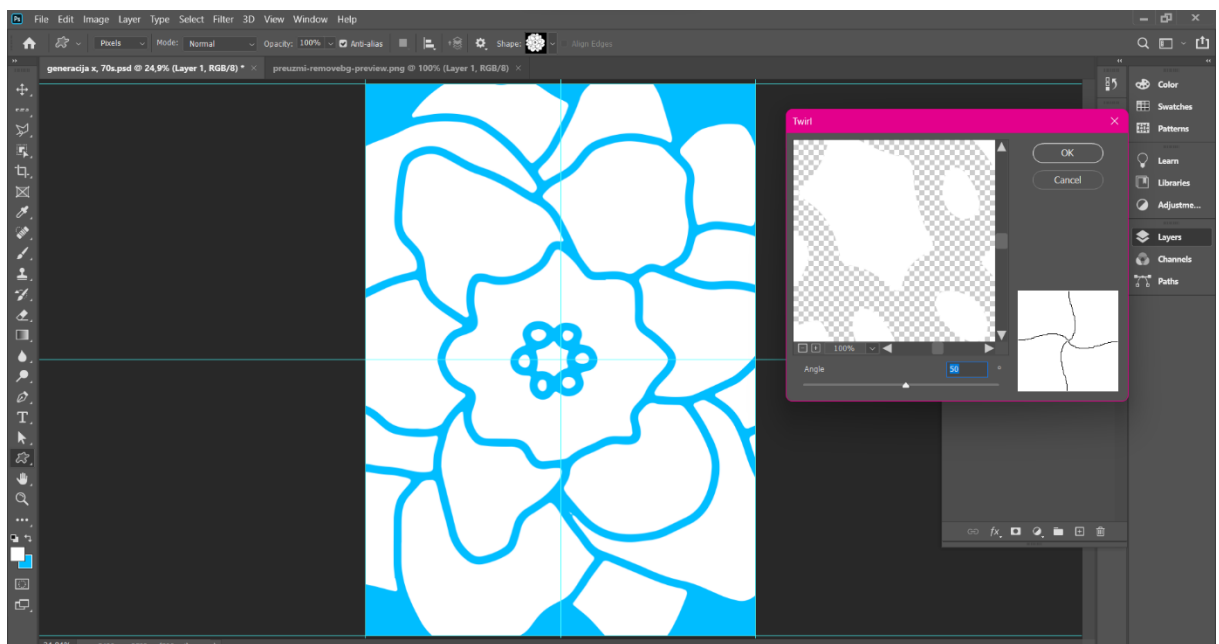 Ps File Edit Image Layer Type Select Filter 3D View Window Help
Pixels Mode: Normal Opacity: 100% Anti-alias Shape: Align Edges
generacija x, 70s.psd @ 24,9% (Layer 1, RGB/8) * × preuzmi-removebg-preview.png @ 100% (Layer 1, RGB/8) ×
Twirl
OK
Cancel
100%
Angle 50 °
Color
Swatches
Patterns
Learn
Libraries
Adjustme...
Layers
Channels
Paths
fx